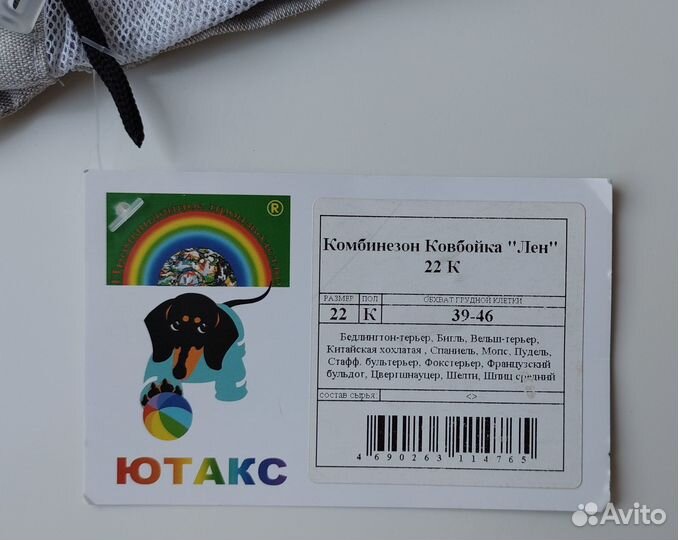 ®
ЮТАКС
Комбинезон Ковбойка "Лен"
22 К
РАЗМЕР ПОЛ ОБХВАТ ГРУДНОЙ КЛЕТКИ
22 К 39-46
Бедлингтон-терьер, Бигль, Вельш-терьер,
Китайская хохлатая , Спаниель, Мопс, Пудель,
Стафф. бультерьер, Фокстерьер, Французский
бульдог, Цвергшнауцер, Шелти, Шпиц средний
СОСТАВ СЫРЬЯ: <>
4 690263 114765
Avito